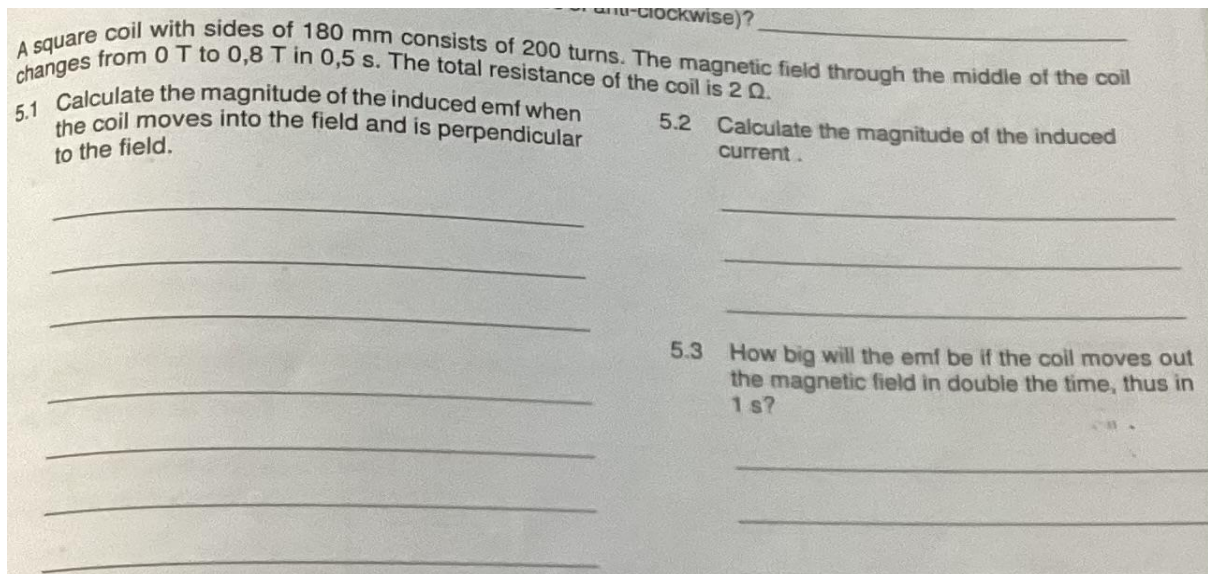 anti-clockwise)?
A square coil with sides of 180 mm consists of 200 turns. The magnetic field through the middle of the coil
changes from 0 T to 0,8 T in 0,5 s. The total resistance of the coil is 2 Ω.
5.1 Calculate the magnitude of the induced emf when
the coil moves into the field and is perpendicular
to the field.
5.2 Calculate the magnitude of the induced
current.
5.3 How big will the emf be if the coil moves out
the magnetic field in double the time, thus in
1 s?